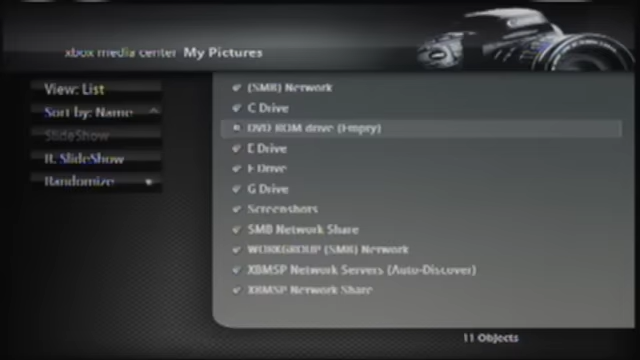 xbox media center My Pictures
View: List
Sort by: Name
SlideShow
R. SlideShow
Randomize
(SMB) Network
C Drive
DVD-ROM drive (Empty)
E Drive
F Drive
G Drive
Screenshots
SMB Network Share
WORKGROUP (SMB) Network
XBMSP Network Servers (Auto-Discover)
XBMSP Network Share
11 Objects